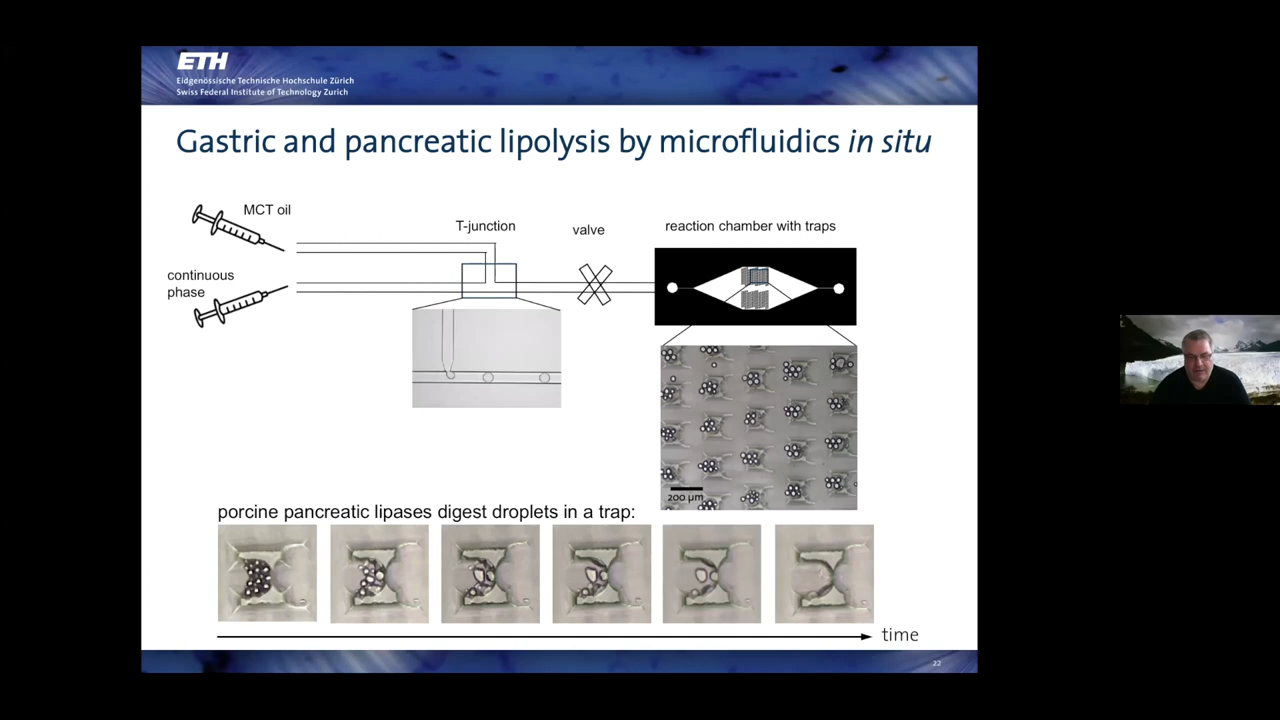 ETH
Eidgenössische Technische Hochschule Zürich
Swiss Federal Institute of Technology Zurich
Gastric and pancreatic lipolysis by microfluidics in situ
MCT oil
T-junction
valve
reaction chamber with traps
continuous
phase
200 µm
porcine pancreatic lipases digest droplets in a trap:
time
22